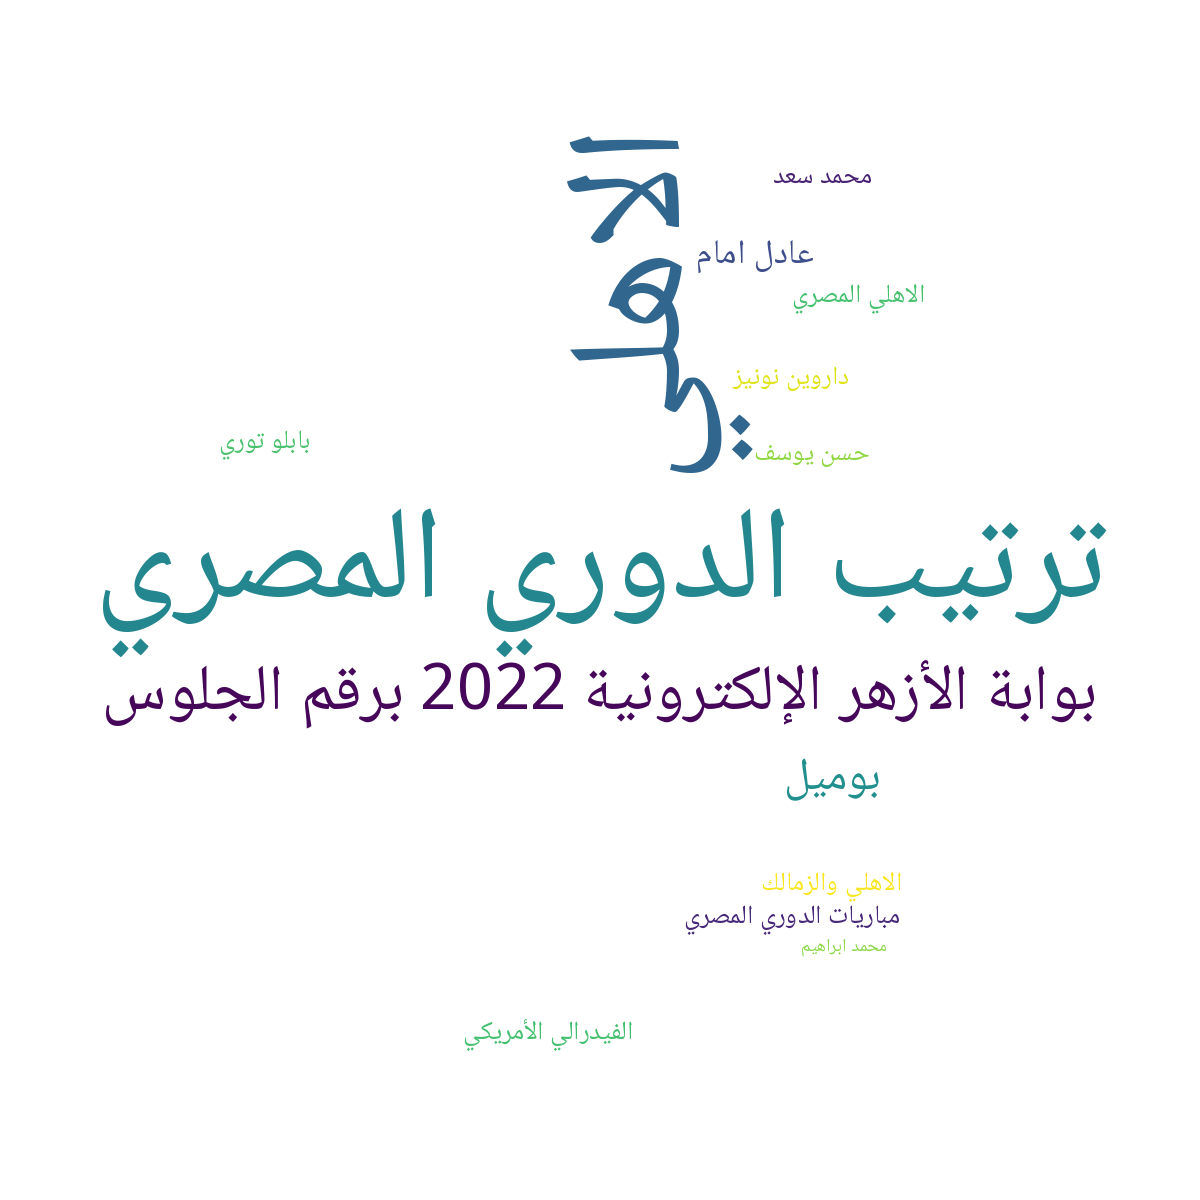 الاهلي
محمد سعد
عادل امام
الاهلي المصري
داروين نونيز
بابلو توري
حسن يوسف
ترتيب الدوري المصري
بوابة الأزهر الإلكترونية 2022 برقم الجلوس
بوميل
الاهلي والزمالك
مباريات الدوري المصري
محمد ابراهيم
الفيدرالي الأمريكي